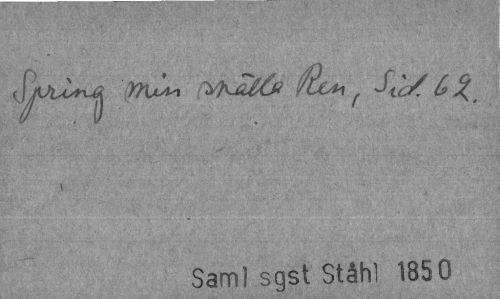 Spring min snälla Ren, Sid. 62.
Saml sgst Ståhl 1850